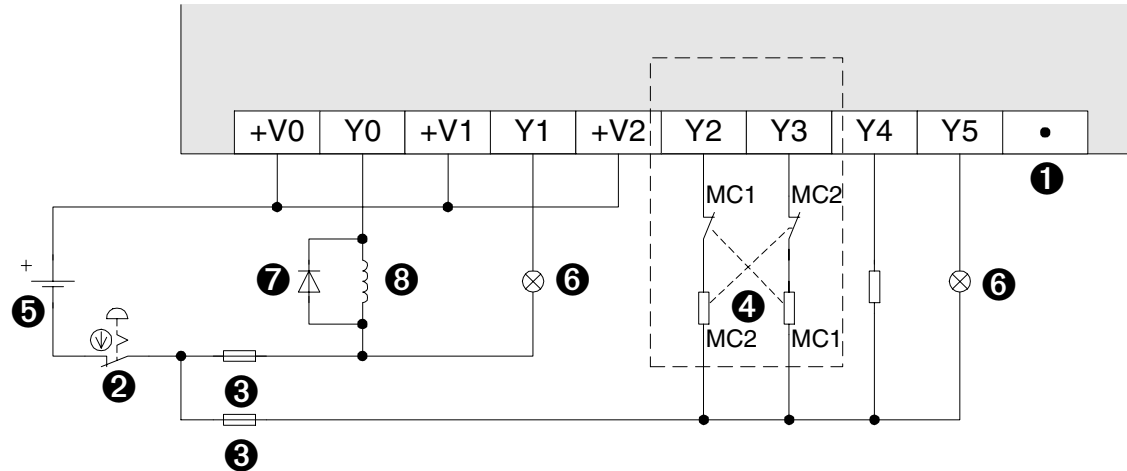 +V0 Y0 +V1 Y1 +V2 Y2 Y3 Y4 Y5 •
❶
MC1 MC2
+
❺ ❼ ❽ ❻ ❹ ❻
MC2 MC1
❷ ❸
❸